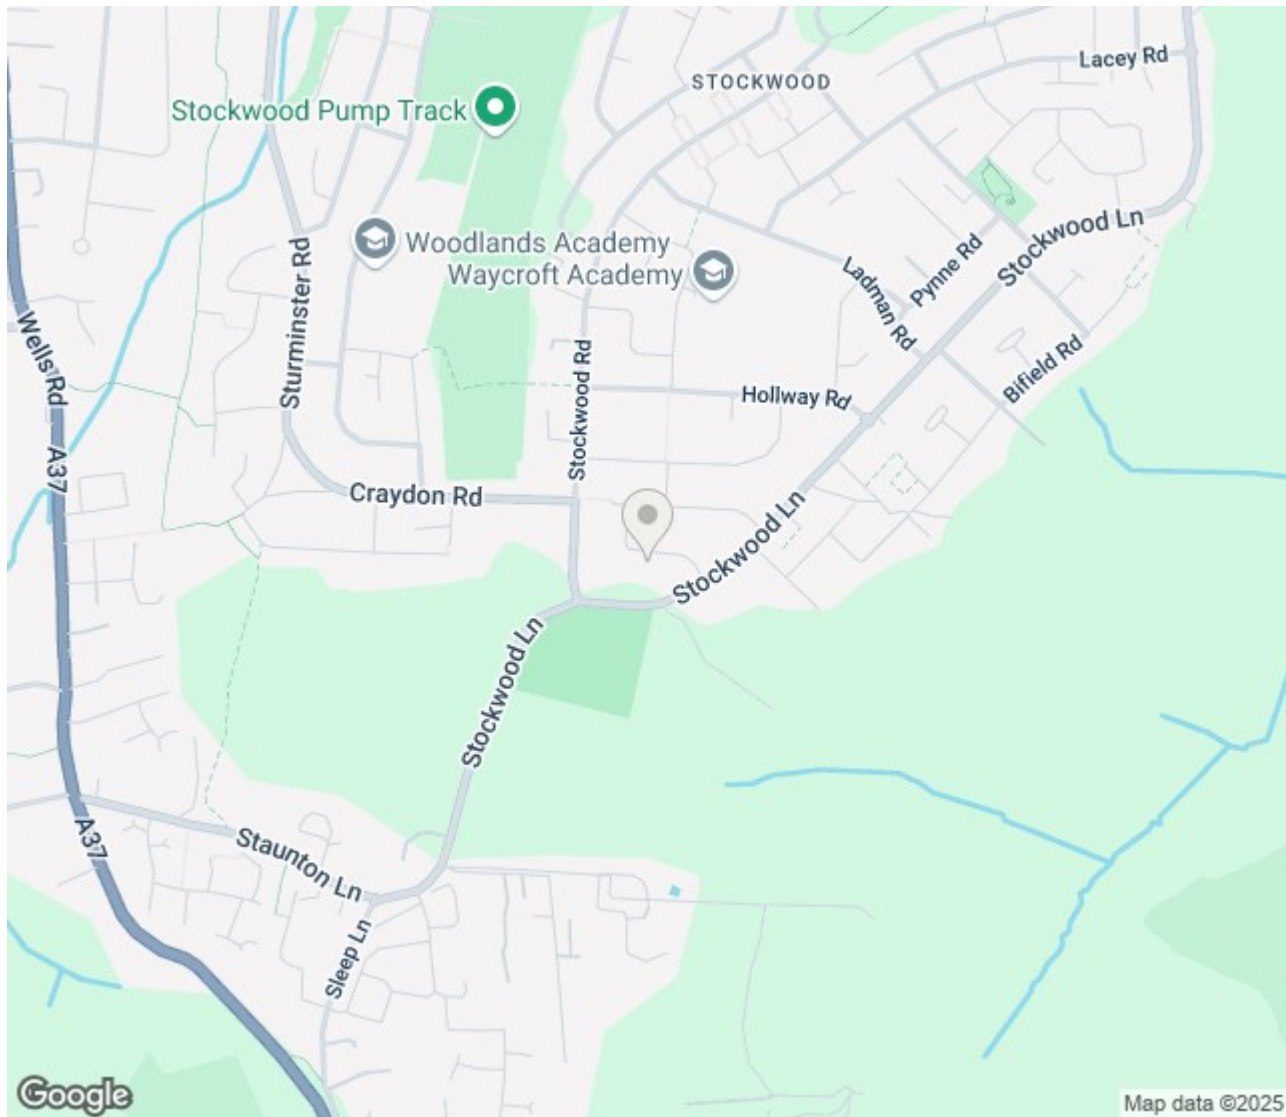 Lacey Rd
STOCKWOOD
Stockwood Pump Track
Stockwood Ln
Woodlands Academy
Waycroft Academy
Pynne Rd
Ladman Rd
Sturminster Rd
Wells Rd
Stockwood Rd
Bifield Rd
Hollway Rd
A37
Craydon Rd
Stockwood Ln
Stockwood Ln
A37
Staunton Ln
Sleep Ln
Google
Map data ©2025